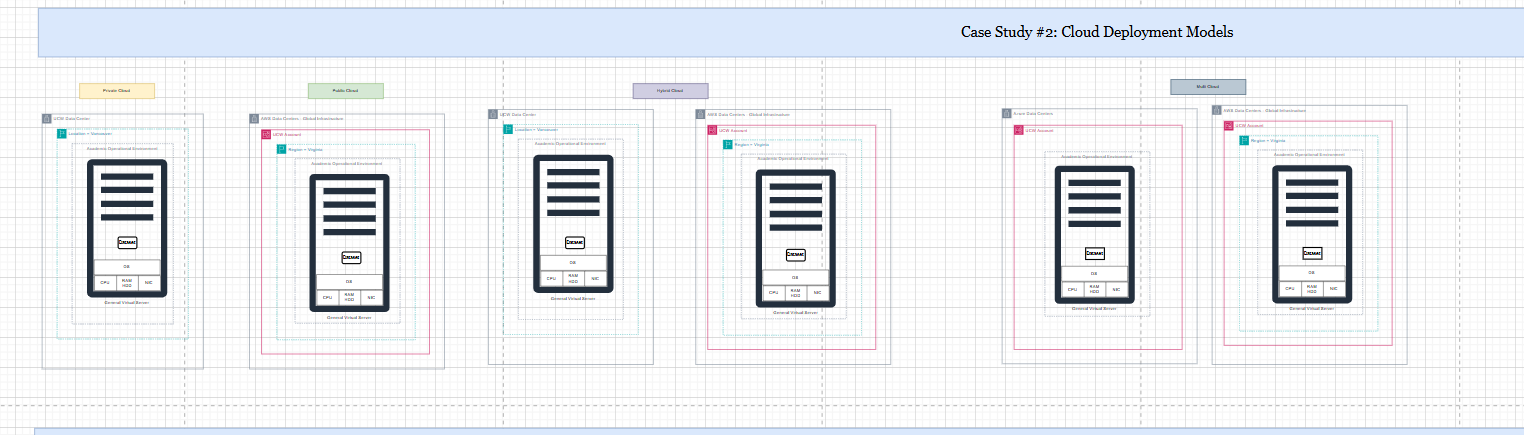 Case Study #2: Cloud Deployment Models
Private Cloud
Public Cloud
Hybrid Cloud
Multi Cloud
UCW Data Center
Location = Vancouver
Academic Operational Environment
OS
CPU
RAM
HDD
NIC
General Virtual Server
AWS Data Centers - Global Infrastructure
UCW Account
Region = Virginia
Academic Operational Environment
OS
CPU
RAM
HDD
NIC
General Virtual Server
UCW Data Center
Location = Vancouver
Academic Operational Environment
OS
CPU
RAM
HDD
NIC
General Virtual Server
AWS Data Centers - Global Infrastructure
UCW Account
Region = Virginia
Academic Operational Environment
OS
CPU
RAM
HDD
NIC
General Virtual Server
Azure Data Centers
UCW Account
Academic Operational Environment
OS
CPU
RAM
HDD
NIC
General Virtual Server
AWS Data Centers - Global Infrastructure
UCW Account
Region = Virginia
Academic Operational Environment
OS
CPU
RAM
HDD
NIC
General Virtual Server